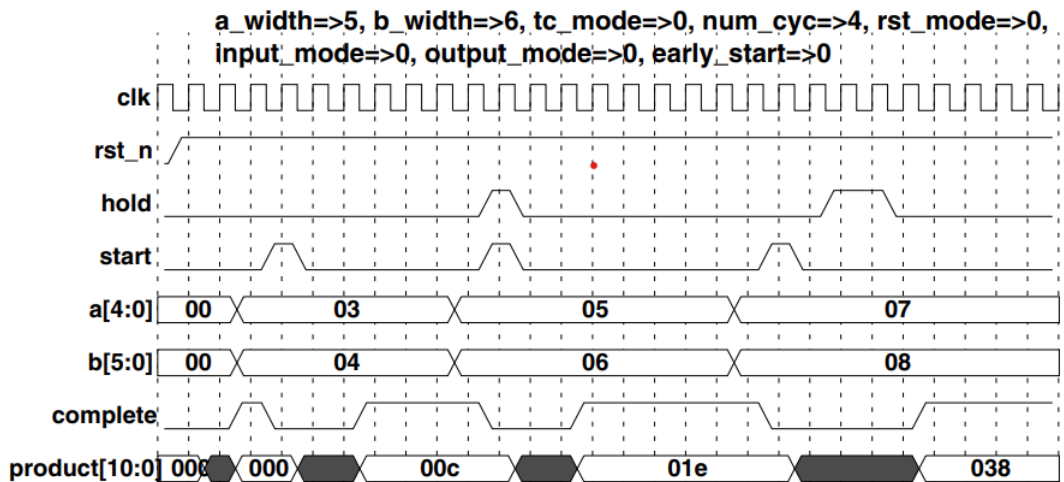 a_width=>5, b_width=>6, tc_mode=>0, num_cyc=>4, rst_mode=>0,
input_mode=>0, output_mode=>0, early_start=>0
clk
rst_n
hold
start
a[4:0] 00 03 05 07
b[5:0] 00 04 06 08
complete
product[10:0] 000 000 00c 01e 038